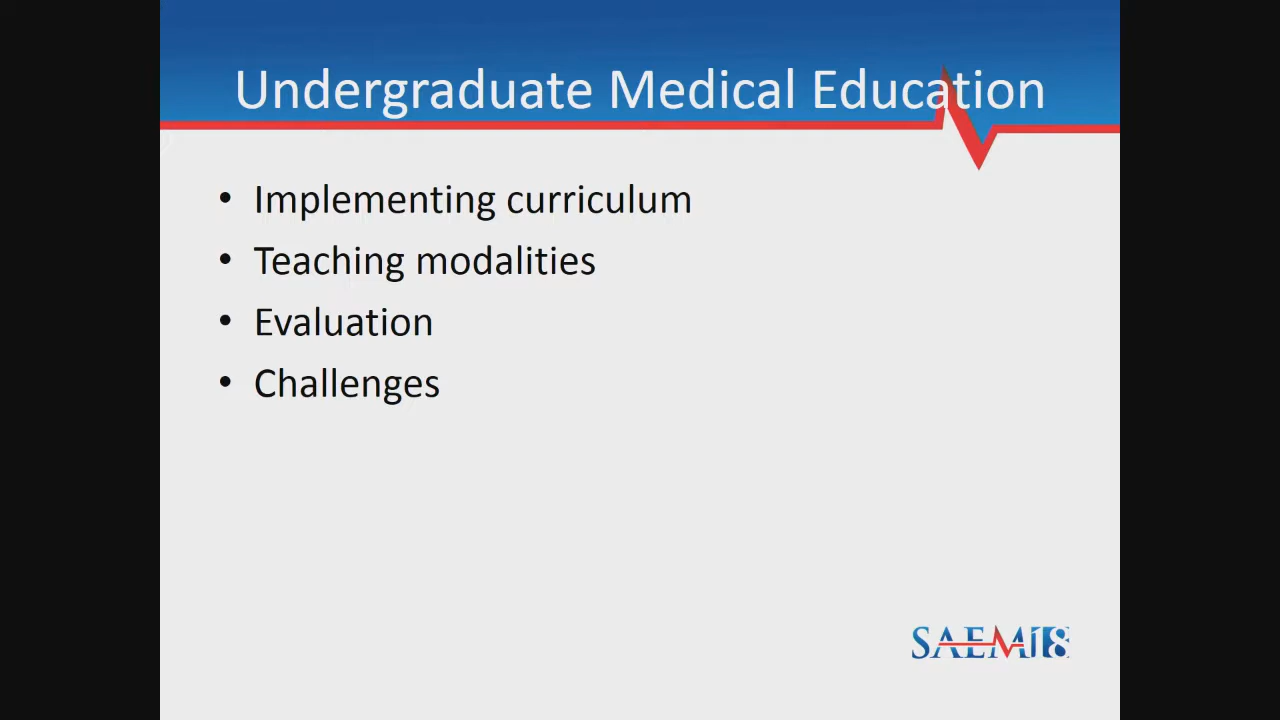 Undergraduate Medical Education
• Implementing curriculum
• Teaching modalities
• Evaluation
• Challenges
SAEM18